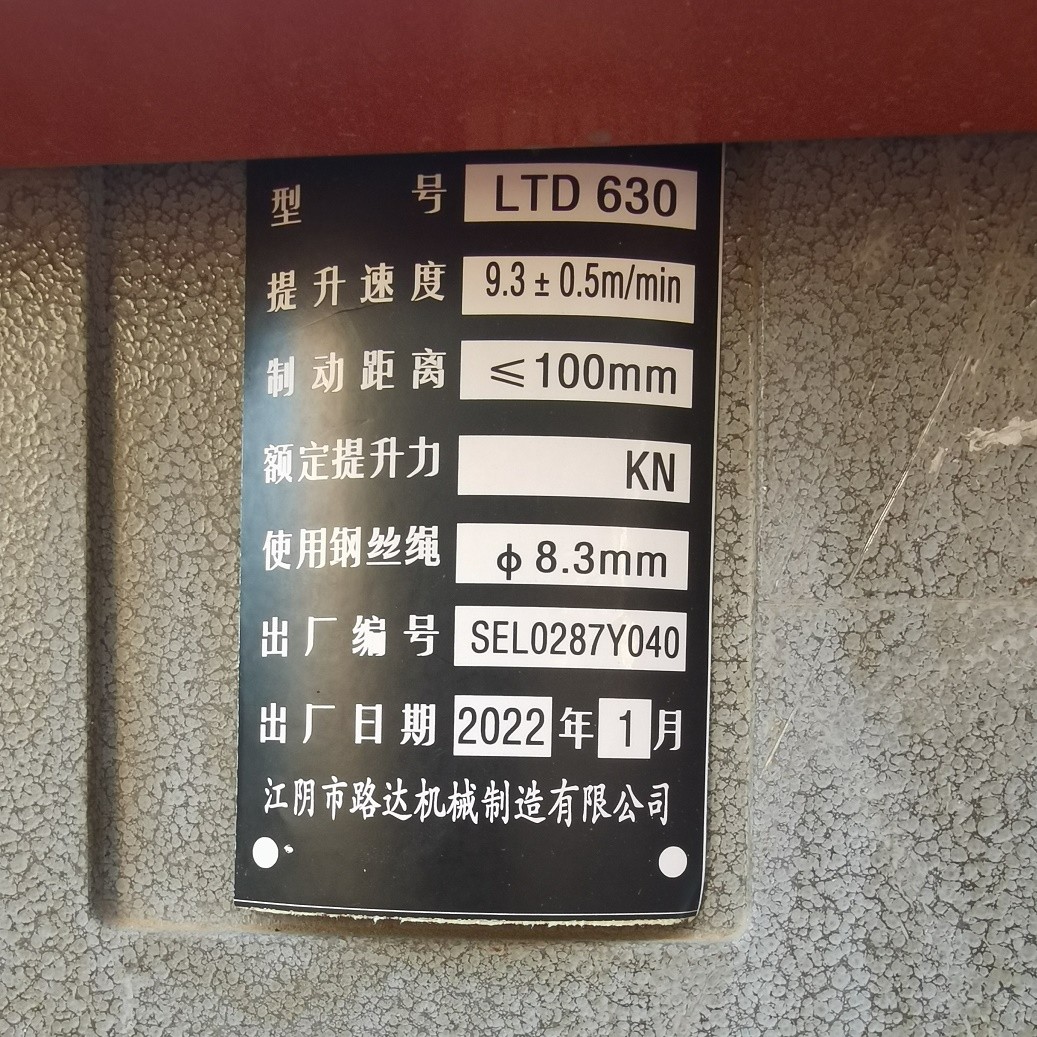 型号 LTD 630
提升速度 9.3 ± 0.5m/min
制动距离 ≤100mm
额定提升力 KN
使用钢丝绳 ϕ 8.3mm
出厂编号 SEL0287Y040
出厂日期 2022 年 1 月
江阴市路达机械制造有限公司